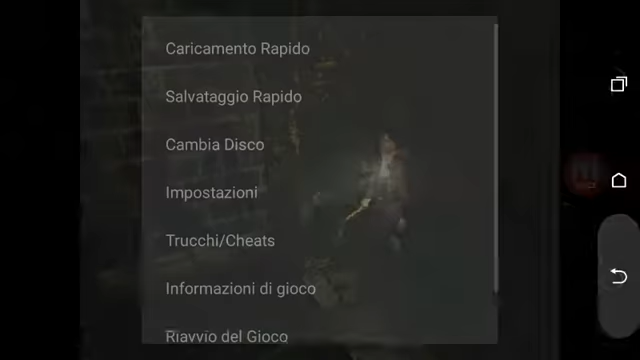 Caricamento Rapido
Salvataggio Rapido
Cambia Disco
Impostazioni
Trucchi/Cheats
Informazioni di gioco
Riavvio del Gioco